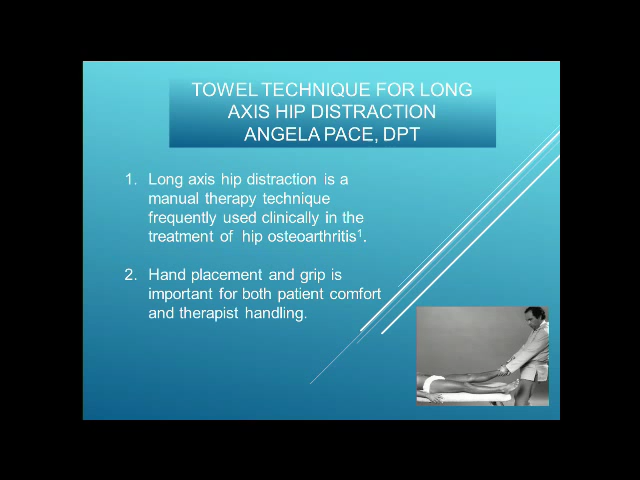 TOWEL TECHNIQUE FOR LONG
AXIS HIP DISTRACTION
ANGELA PACE, DPT
1. Long axis hip distraction is a
manual therapy technique
frequently used clinically in the
treatment of hip osteoarthritis¹.
2. Hand placement and grip is
important for both patient comfort
and therapist handling.